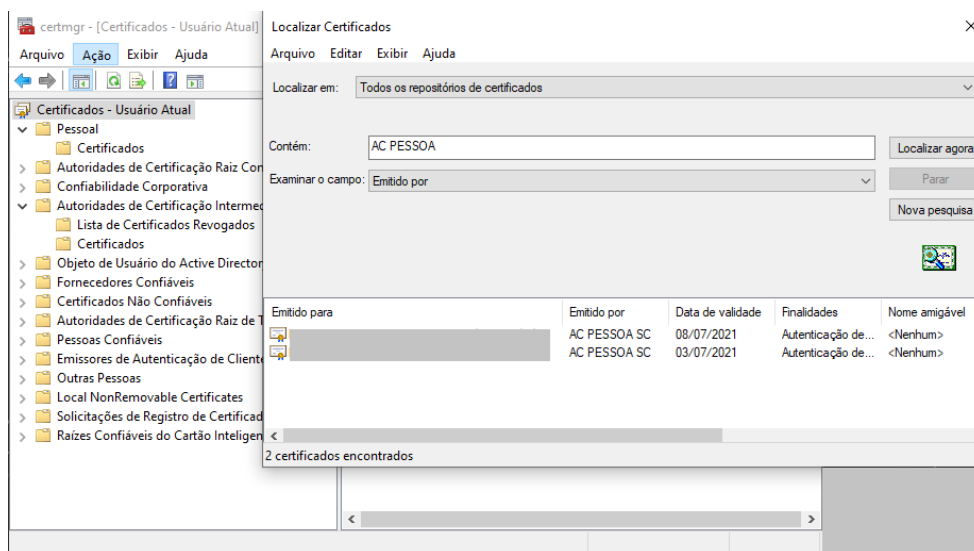 certmgr - [Certificados - Usuário Atual]
Arquivo Ação Exibir Ajuda
Certificados - Usuário Atual
Pessoal
Certificados
Autoridades de Certificação Raiz Con
Confiabilidade Corporativa
Autoridades de Certificação Intermed
Lista de Certificados Revogados
Certificados
Objeto de Usuário do Active Director
Fornecedores Confiáveis
Certificados Não Confiáveis
Autoridades de Certificação Raiz de T
Pessoas Confiáveis
Emissores de Autenticação de Cliente
Outras Pessoas
Local NonRemovable Certificates
Solicitações de Registro de Certificad
Raízes Confiáveis do Cartão Inteligen
Localizar Certificados
Arquivo Editar Exibir Ajuda
Localizar em: Todos os repositórios de certificados
Contém: AC PESSOA Localizar agora
Examinar o campo: Emitido por Parar
Nova pesquisa
Emitido para Emitido por Data de validade Finalidades Nome amigável
AC PESSOA SC 08/07/2021 Autenticação de... <Nenhum>
AC PESSOA SC 03/07/2021 Autenticação de... <Nenhum>
2 certificados encontrados